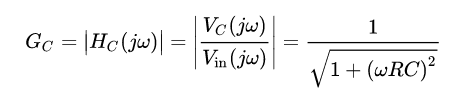 G_C = |H_C(jω)| = |V_C(jω) / V_in(jω)| = 1 / √(1 + (ωRC)²)